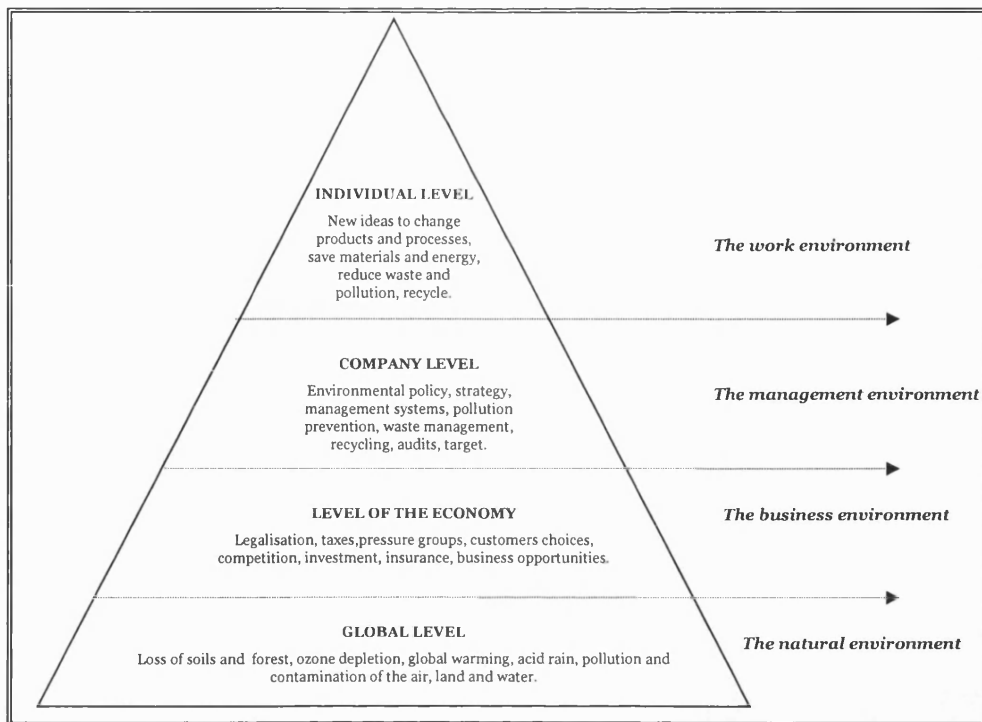 INDIVIDUAL LEVEL
New ideas to change
products and processes,
save materials and energy,
reduce waste and
pollution, recycle.
The work environment
COMPANY LEVEL
Environmental policy, strategy,
management systems, pollution
prevention, waste management,
recycling, audits, target.
The management environment
LEVEL OF THE ECONOMY
Legalisation, taxes,pressure groups, customers choices,
competition, investment, insurance, business opportunities.
The business environment
GLOBAL LEVEL
Loss of soils and forest, ozone depletion, global warming, acid rain, pollution and
contamination of the air, land and water.
The natural environment